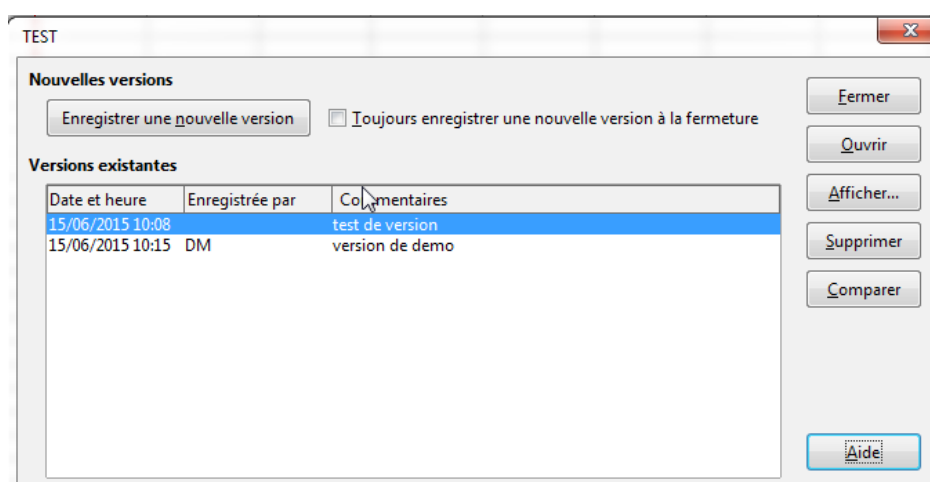 TEST
Nouvelles versions
Enregistrer une nouvelle version
Toujours enregistrer une nouvelle version à la fermeture
Versions existantes
Date et heure Enregistrée par Commentaires
15/06/2015 10:08 test de version
15/06/2015 10:15 DM version de demo
Fermer
Ouvrir
Afficher...
Supprimer
Comparer
Aide